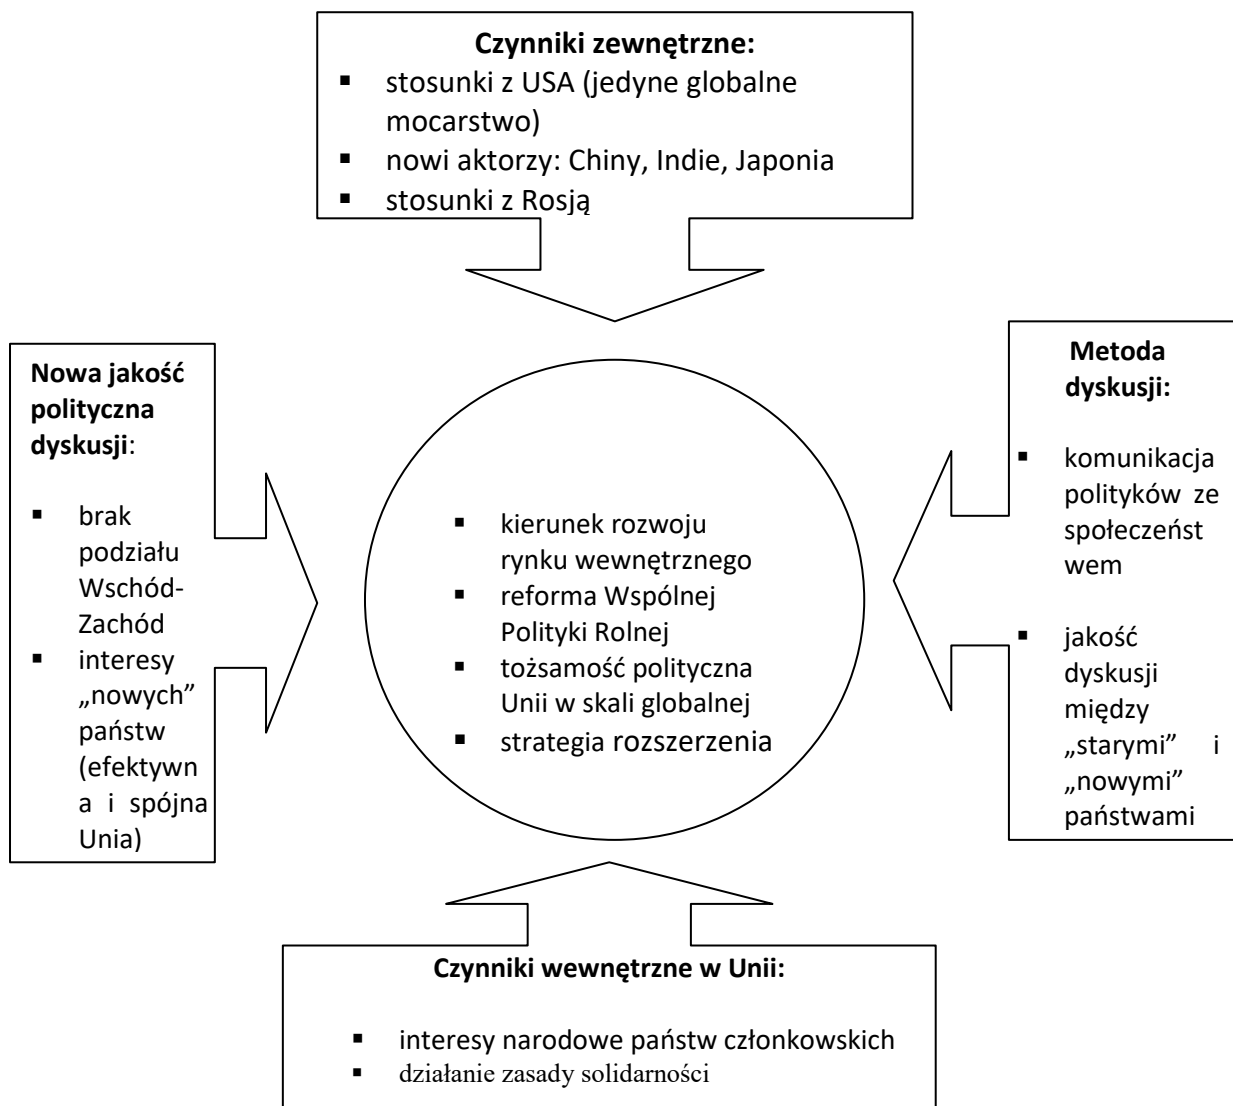 Czynniki zewnętrzne:
▪ stosunki z USA (jedyne globalne
mocarstwo)
▪ nowi aktorzy: Chiny, Indie, Japonia
▪ stosunki z Rosją
Nowa jakość
polityczna
dyskusji:
▪ brak
podziału
Wschód-
Zachód
▪ interesy
„nowych”
państw
(efektywn
a i spójna
Unia)
▪ kierunek rozwoju
rynku wewnętrznego
▪ reforma Wspólnej
Polityki Rolnej
▪ tożsamość polityczna
Unii w skali globalnej
▪ strategia rozszerzenia
Metoda
dyskusji:
▪ komunikacja
polityków ze
społeczeńst
wem
▪ jakość
dyskusji
między
„starymi” i
„nowymi”
państwami
Czynniki wewnętrzne w Unii:
▪ interesy narodowe państw członkowskich
▪ działanie zasady solidarności